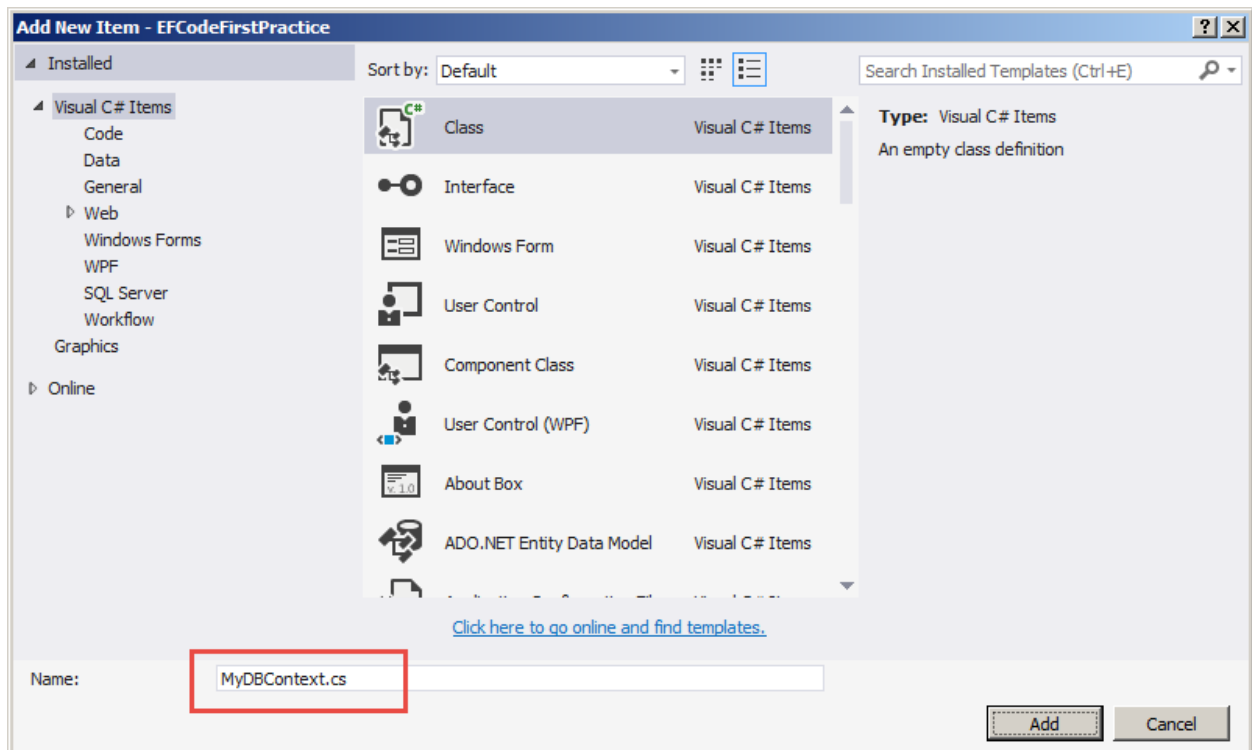 Add New Item - EFCodeFirstPractice
Installed
Sort by: Default
Search Installed Templates (Ctrl+E)
Visual C# Items
Code
Data
General
Web
Windows Forms
WPF
SQL Server
Workflow
Graphics
Online
C#
Class Visual C# Items
Interface Visual C# Items
Windows Form Visual C# Items
User Control Visual C# Items
Component Class Visual C# Items
User Control (WPF) Visual C# Items
v. 1.0
About Box Visual C# Items
ADO.NET Entity Data Model Visual C# Items
Type: Visual C# Items
An empty class definition
Click here to go online and find templates.
Name: MyDBContext.cs
Add Cancel